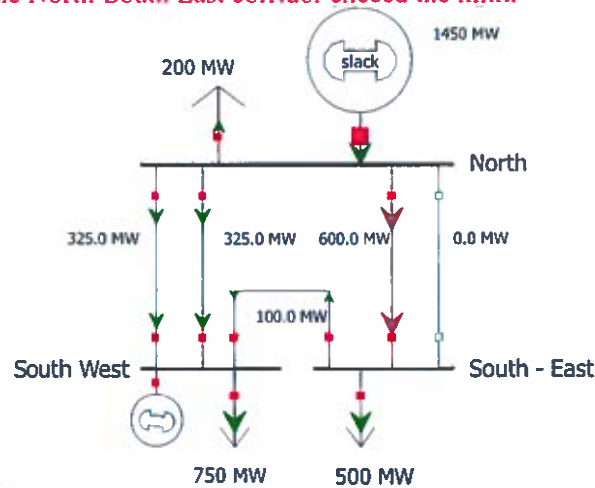 1450 MW
slack
200 MW
North
325.0 MW
325.0 MW
600.0 MW
0.0 MW
100.0 MW
South West
South - East
750 MW
500 MW